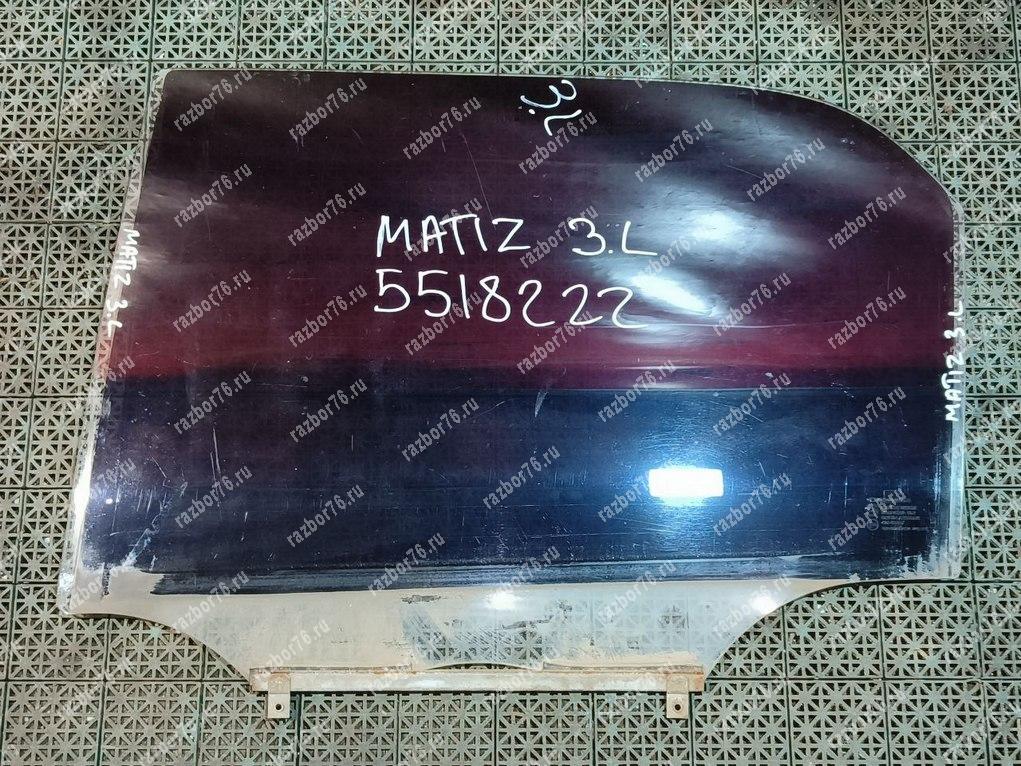 3.L
MATIZ 3.L
5518222
MATIZ 3.L
MATIZ 3L
razbor76.ru